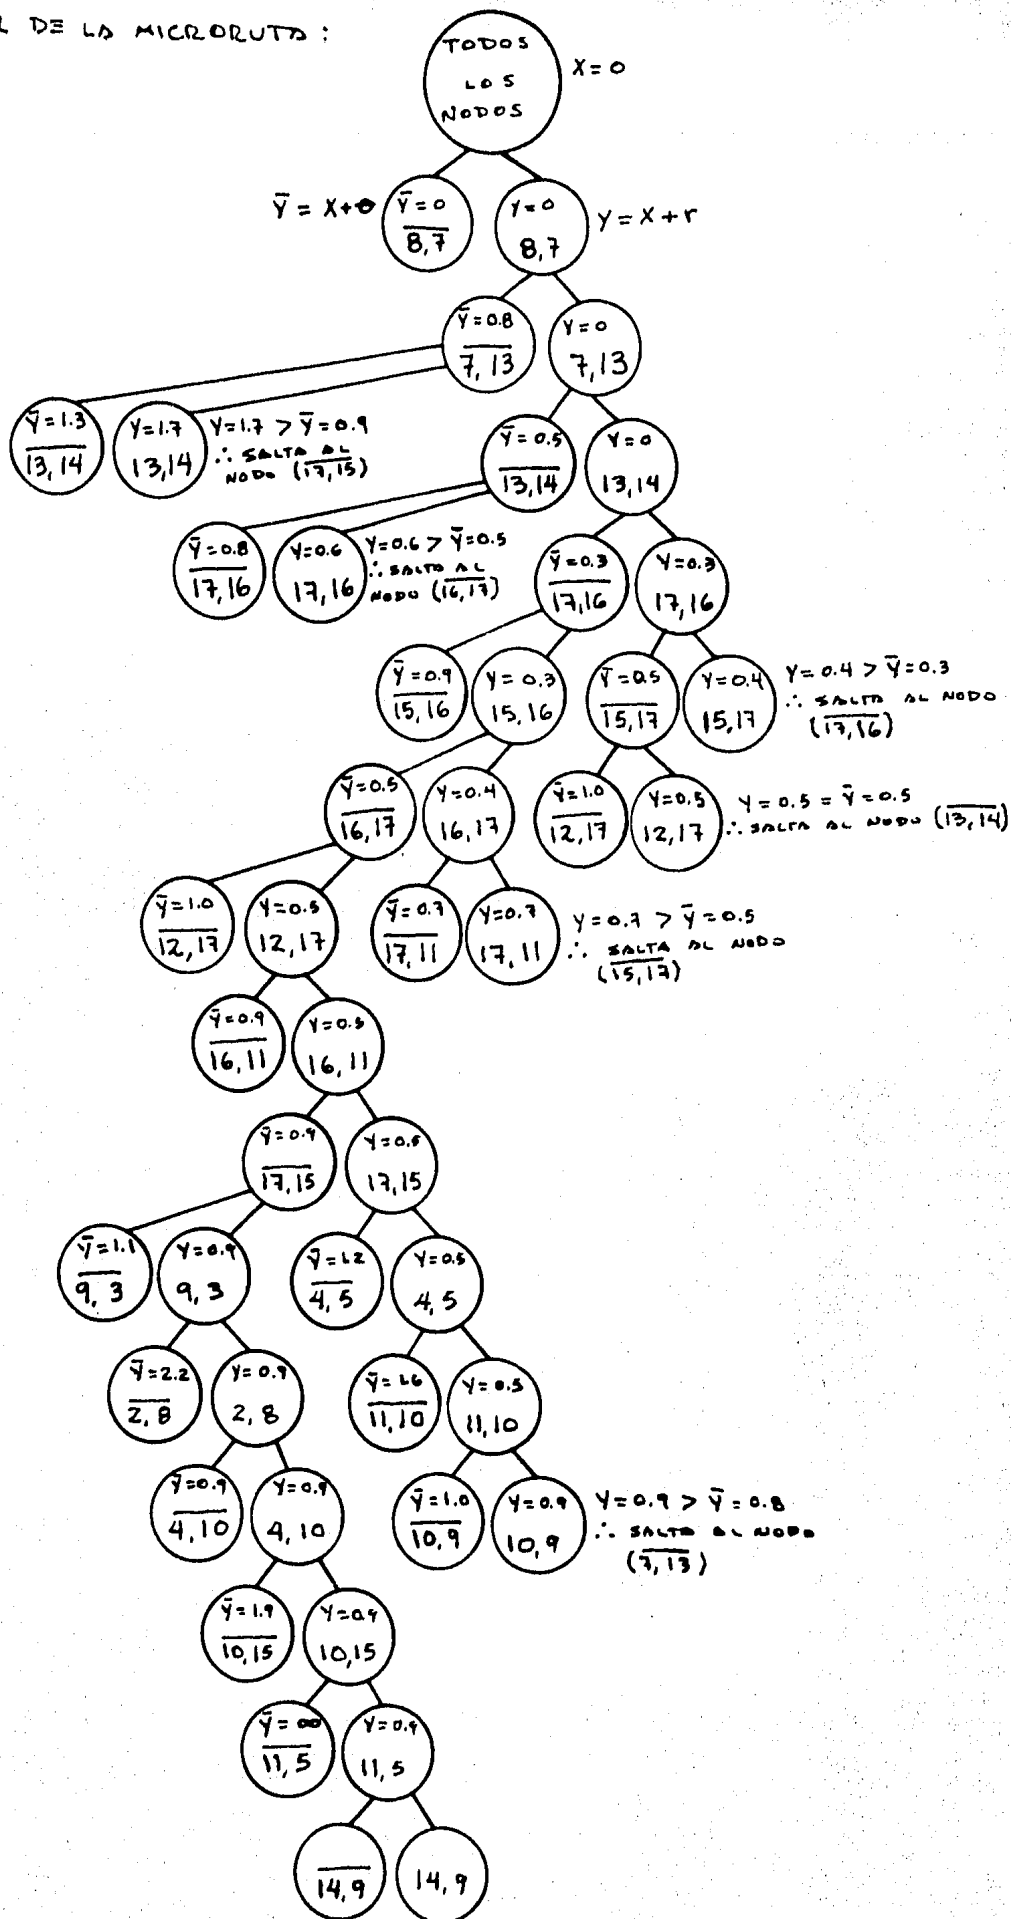 L DE LA MICRORUTA:
TODOS
LOS
NODOS
X=0
Ȳ = X+0
Ȳ=0
8,7
Y=0
8,7
Y=X+r
Ȳ=0.8
7,13
Y=0
7,13
Ȳ=1.3
13,14
Y=1.7
13,14
Y=1.7 > Ȳ=0.9
∴ SALTA AL
NODO (17,15)
Ȳ=0.5
13,14
Y=0
13,14
Ȳ=0.8
17,16
Y=0.6
17,16
Y=0.6 > Ȳ=0.5
∴ SALTA AL
NODO (16,17)
Ȳ=0.3
17,16
Y=0.3
17,16
Ȳ=0.9
15,16
Y=0.3
15,16
Ȳ=0.5
15,17
Y=0.4
15,17
Y=0.4 > Ȳ=0.3
∴ SALTA AL NODO
(17,16)
Ȳ=0.5
16,17
Y=0.4
16,17
Ȳ=1.0
12,17
Y=0.5
12,17
Y=0.5 = Ȳ=0.5
∴ SALTA AL NODO (13,14)
Ȳ=1.0
12,17
Y=0.5
12,17
Ȳ=0.7
17,11
Y=0.7
17,11
Y=0.7 > Ȳ=0.5
∴ SALTA AL NODO
(15,17)
Ȳ=0.9
16,11
Y=0.5
16,11
Ȳ=0.9
17,15
Y=0.5
17,15
Ȳ=1.1
9,3
Y=0.9
9,3
Ȳ=1.2
4,5
Y=0.5
4,5
Ȳ=2.2
2,8
Y=0.9
2,8
Ȳ=1.6
11,10
Y=0.5
11,10
Ȳ=0.9
4,10
Y=0.9
4,10
Ȳ=1.0
10,9
Y=0.9
10,9
Y=0.9 > Ȳ=0.8
∴ SALTA AL NODO
(7,13)
Ȳ=1.9
10,15
Y=0.9
10,15
Ȳ=∞
11,5
Y=0.9
11,5
14,9
14,9